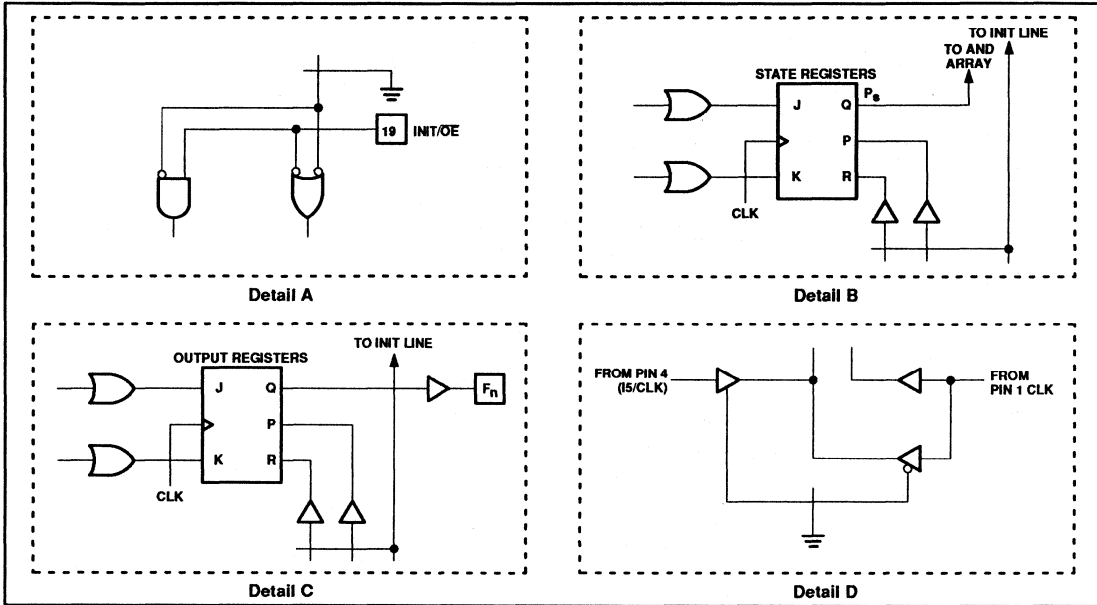 19 INIT/OE
Detail A
TO INIT LINE
TO AND
ARRAY
STATE REGISTERS
Ps
J Q
P
K R
CLK
Detail B
TO INIT LINE
OUTPUT REGISTERS
J Q Fn
P
K R
CLK
Detail C
FROM PIN 4
(I5/CLK)
FROM
PIN 1 CLK
Detail D